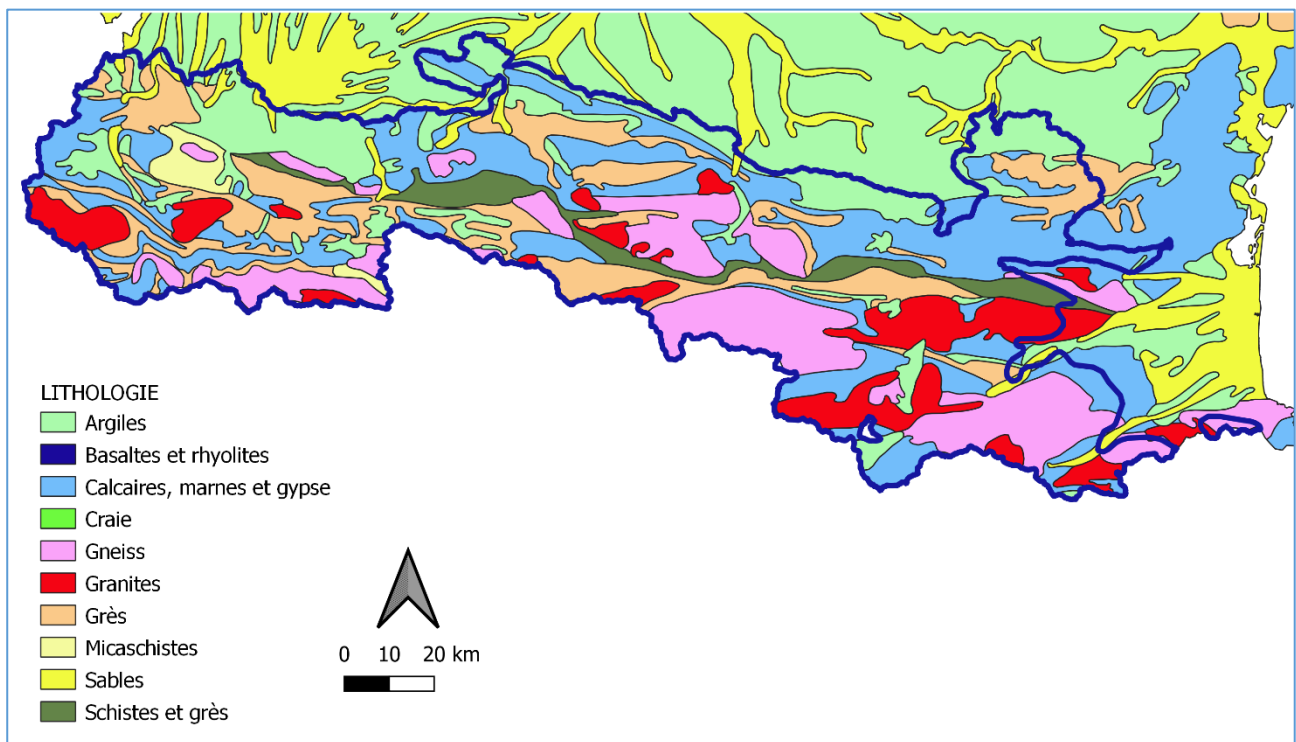 LITHOLOGIE
Argiles
Basaltes et rhyolites
Calcaires, marnes et gypse
Craie
Gneiss
Granites
Grès
Micaschistes
Sables
Schistes et grès
0 10 20 km